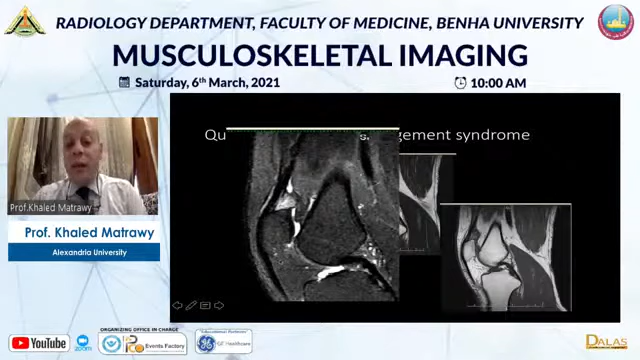 RADIOLOGY DEPARTMENT, FACULTY OF MEDICINE, BENHA UNIVERSITY
MUSCULOSKELETAL IMAGING
Saturday, 6th March, 2021
10:00 AM
Qu
gement syndrome
Prof.Khaled Matrawy
Prof. Khaled Matrawy
Alexandria University
ORGANIZING OFFICE IN CHARGE
YouTube
zoom
Events Factory
GE Healthcare
DALAS